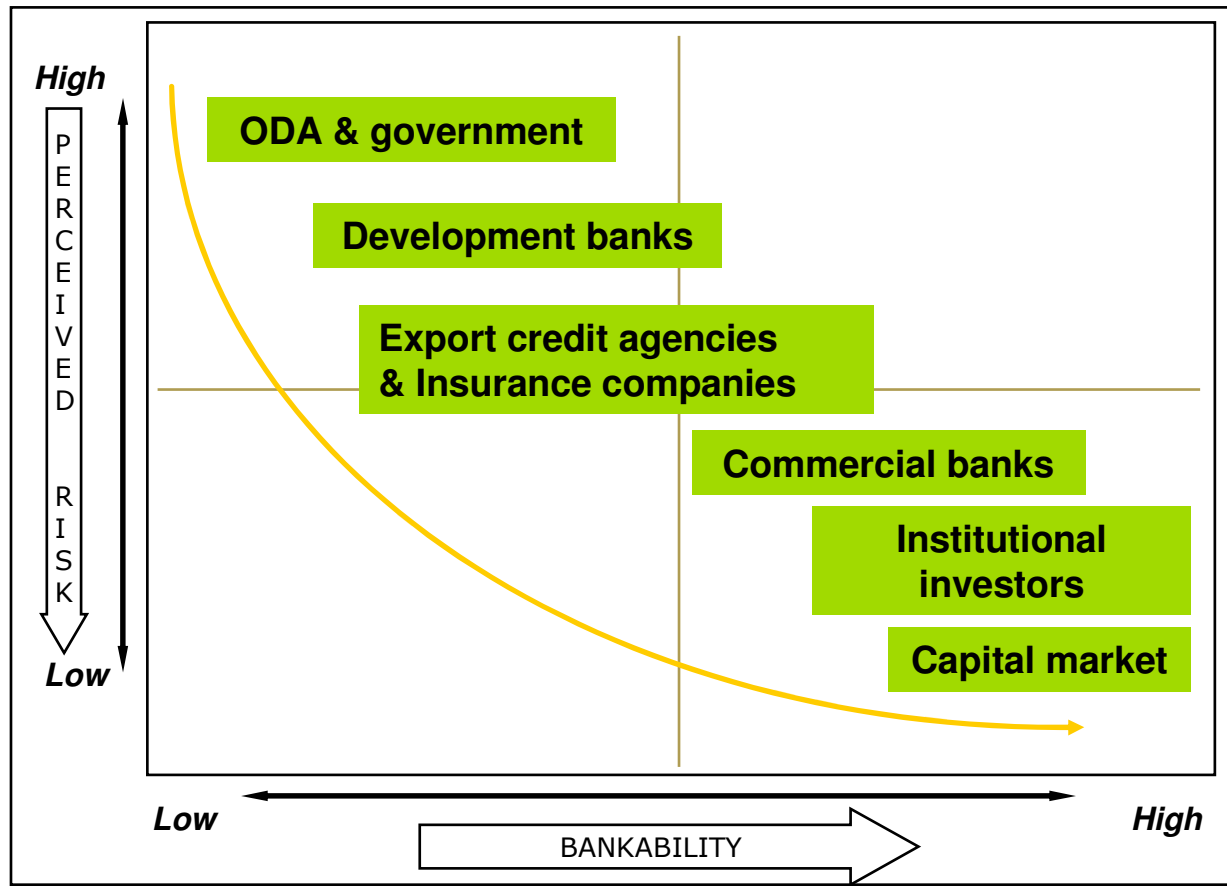 High
PERCEIVED RISK
ODA & government
Development banks
Export credit agencies
& Insurance companies
Commercial banks
Institutional
investors
Capital market
Low
Low
High
BANKABILITY